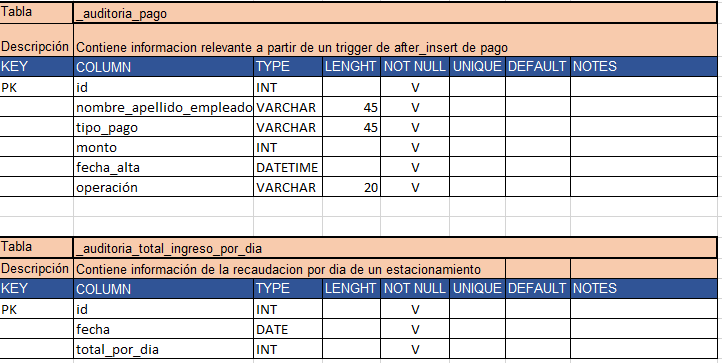 Tabla _auditoria_pago
Descripción Contiene informacion relevante a partir de un trigger de after_insert de pago
KEY COLUMN TYPE LENGHT NOT NULL UNIQUE DEFAULT NOTES
PK id INT V
nombre_apellido_empleado VARCHAR 45 V
tipo_pago VARCHAR 45 V
monto INT V
fecha_alta DATETIME V
operación VARCHAR 20 V
Tabla _auditoria_total_ingreso_por_dia
Descripción Contiene información de la recaudacion por dia de un estacionamiento
KEY COLUMN TYPE LENGHT NOT NULL UNIQUE DEFAULT NOTES
PK id INT V
fecha DATE V
total_por_dia INT V